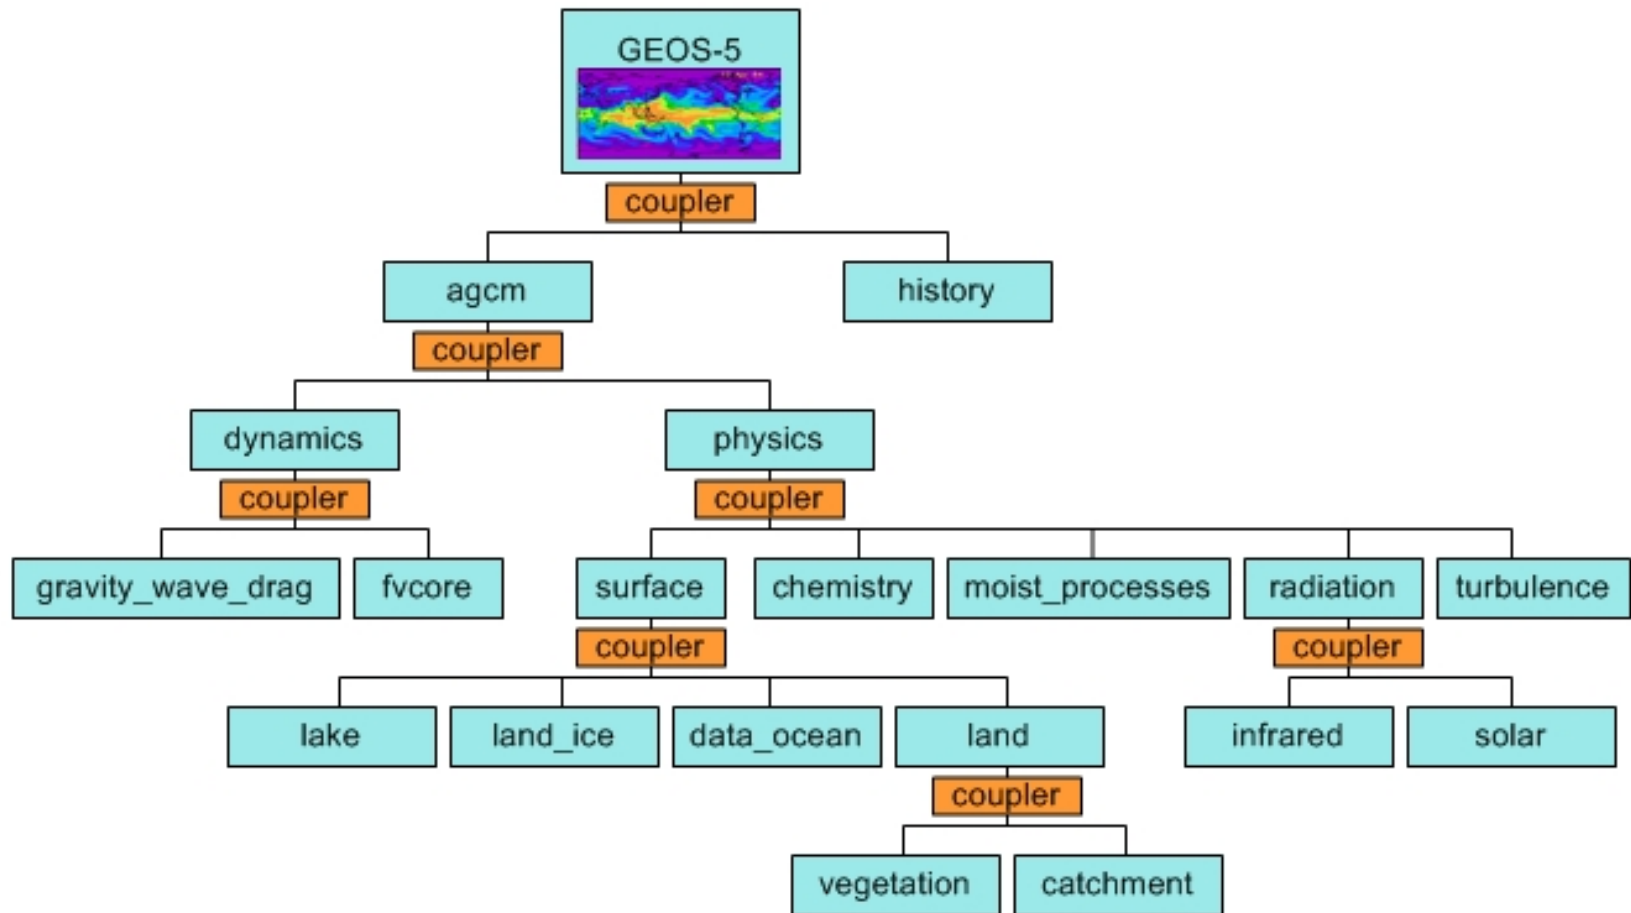 GEOS-5
coupler
agcm
history
coupler
dynamics
physics
coupler
coupler
gravity_wave_drag
fvcore
surface
chemistry
moist_processes
radiation
turbulence
coupler
coupler
lake
land_ice
data_ocean
land
infrared
solar
coupler
vegetation
catchment